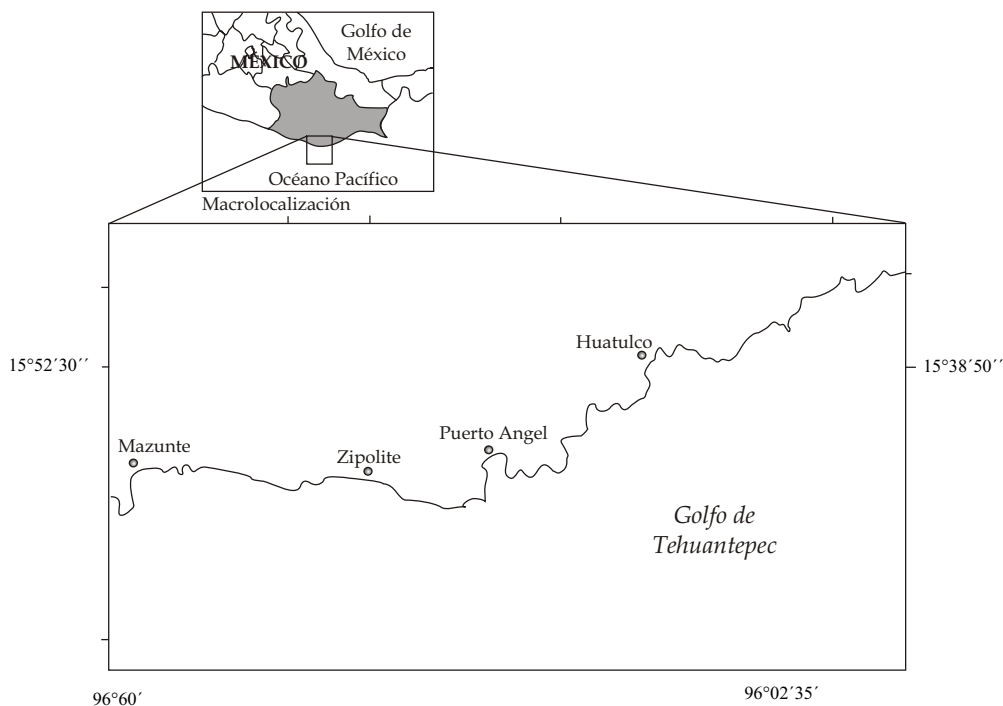 Golfo de
México
MÉXICO
Océano Pacífico
Macrolocalización
Huatulco
15°52´30´´
15°38´50´´
Puerto Angel
Mazunte
Zipolite
Golfo de
Tehuantepec
96°60´
96°02´35´